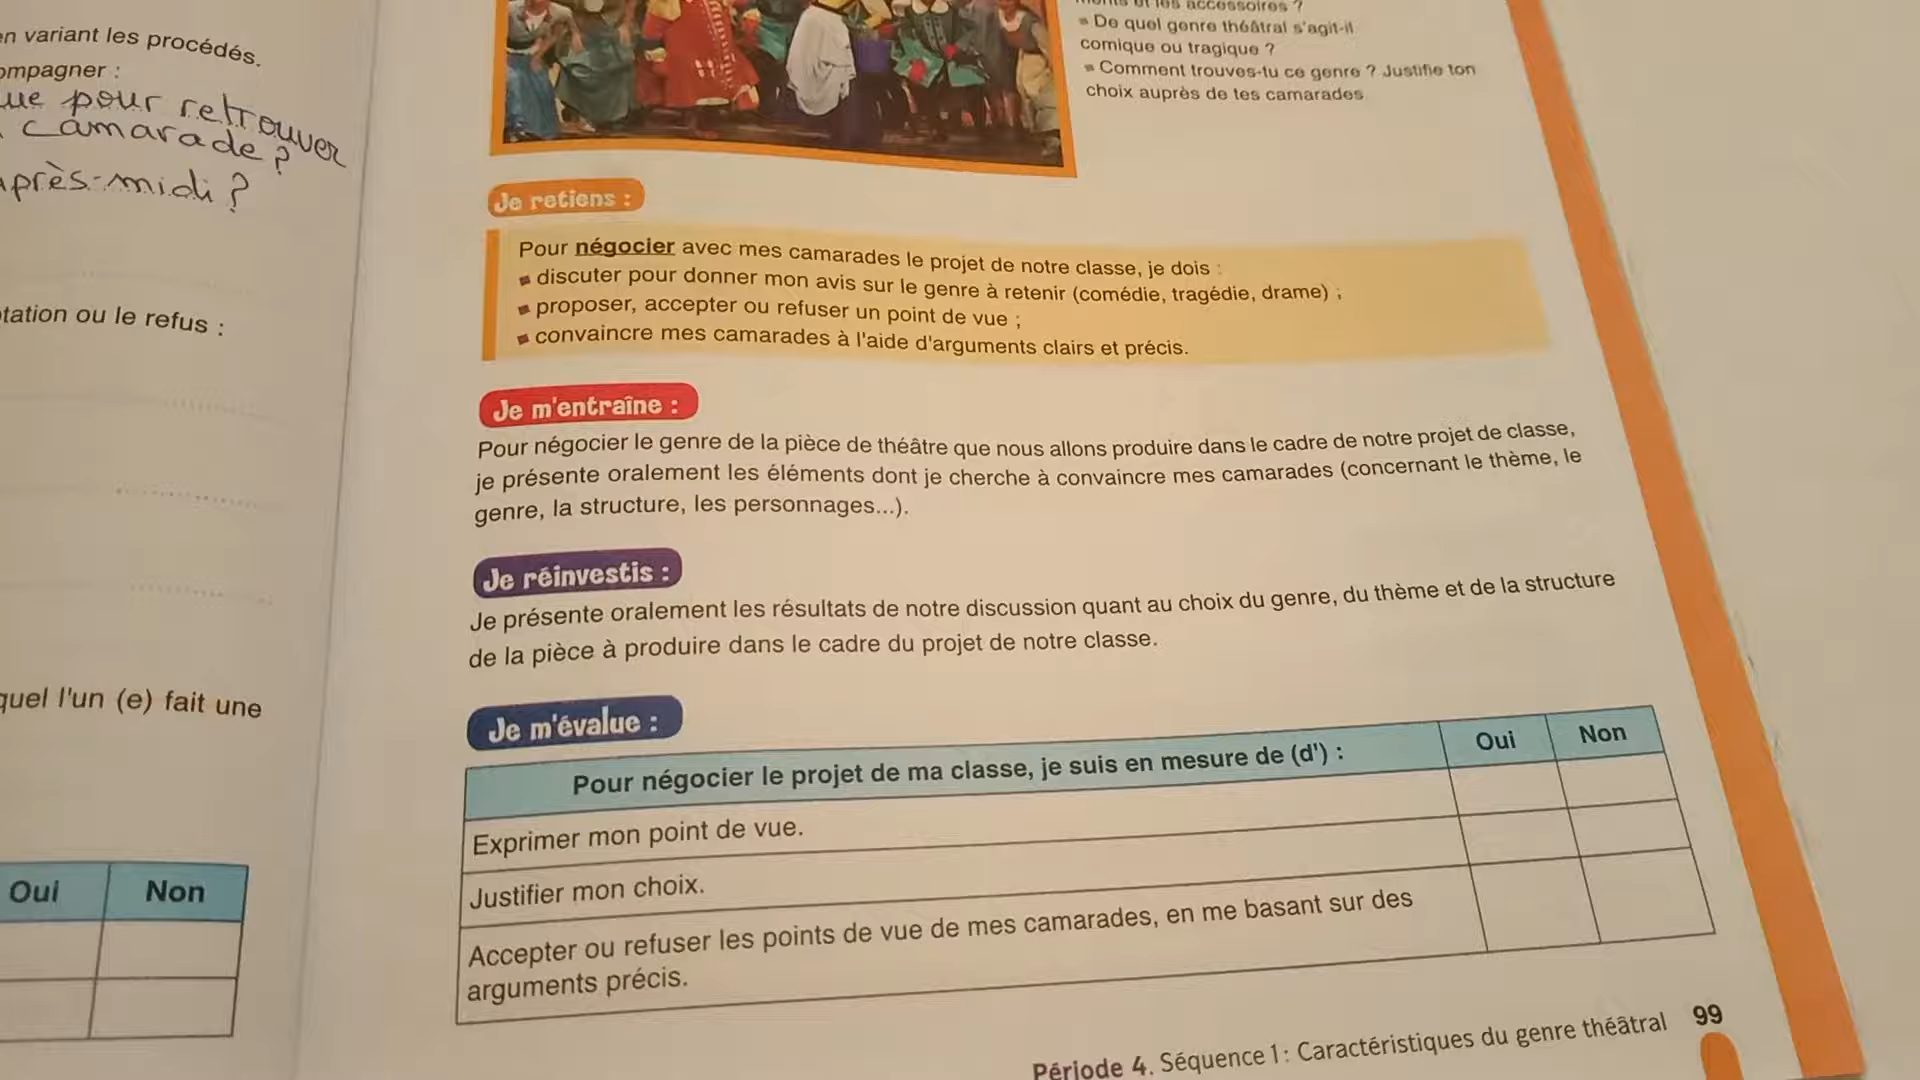 variant les procédés.
pour retrouver
camarade ?
après-midi ?
ou le refus :
l'un (e) fait une
Oui Non
accessoires ?
De quel genre théâtral s'agit-il
comique ou tragique ?
Comment trouves-tu ce genre ? Justifie ton
choix auprès de tes camarades
Je retiens :
Pour négocier avec mes camarades le projet de notre classe, je dois :
discuter pour donner mon avis sur le genre à retenir (comédie, tragédie, drame) ;
proposer, accepter ou refuser un point de vue ;
convaincre mes camarades à l'aide d'arguments clairs et précis.
Je m'entraîne :
Pour négocier le genre de la pièce de théâtre que nous allons produire dans le cadre de notre projet de classe,
je présente oralement les éléments dont je cherche à convaincre mes camarades (concernant le thème, le
genre, la structure, les personnages...).
Je réinvestis :
Je présente oralement les résultats de notre discussion quant au choix du genre, du thème et de la structure
de la pièce à produire dans le cadre du projet de notre classe.
Je m'évalue :
Pour négocier le projet de ma classe, je suis en mesure de (d') : Oui Non
Exprimer mon point de vue.
Justifier mon choix.
Accepter ou refuser les points de vue de mes camarades, en me basant sur des
arguments précis.
Période 4. Séquence 1 : Caractéristiques du genre théâtral 99